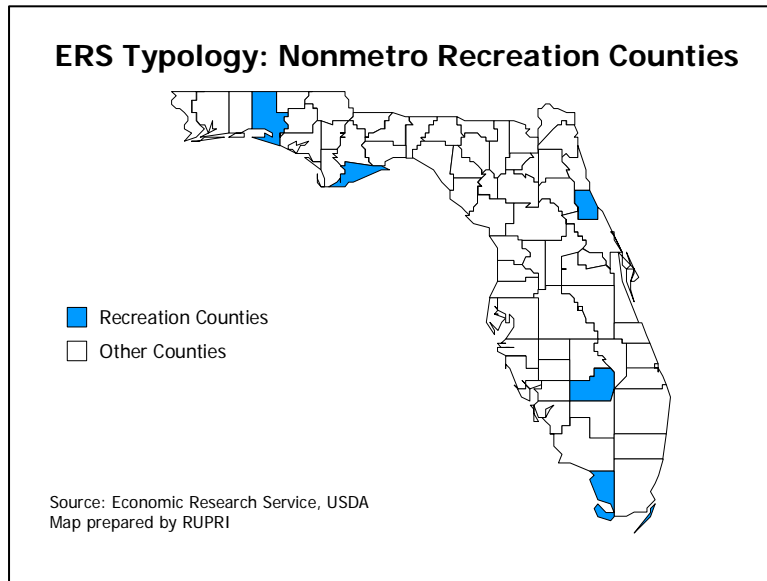 ERS Typology: Nonmetro Recreation Counties
Recreation Counties
Other Counties
Source: Economic Research Service, USDA
Map prepared by RUPRI